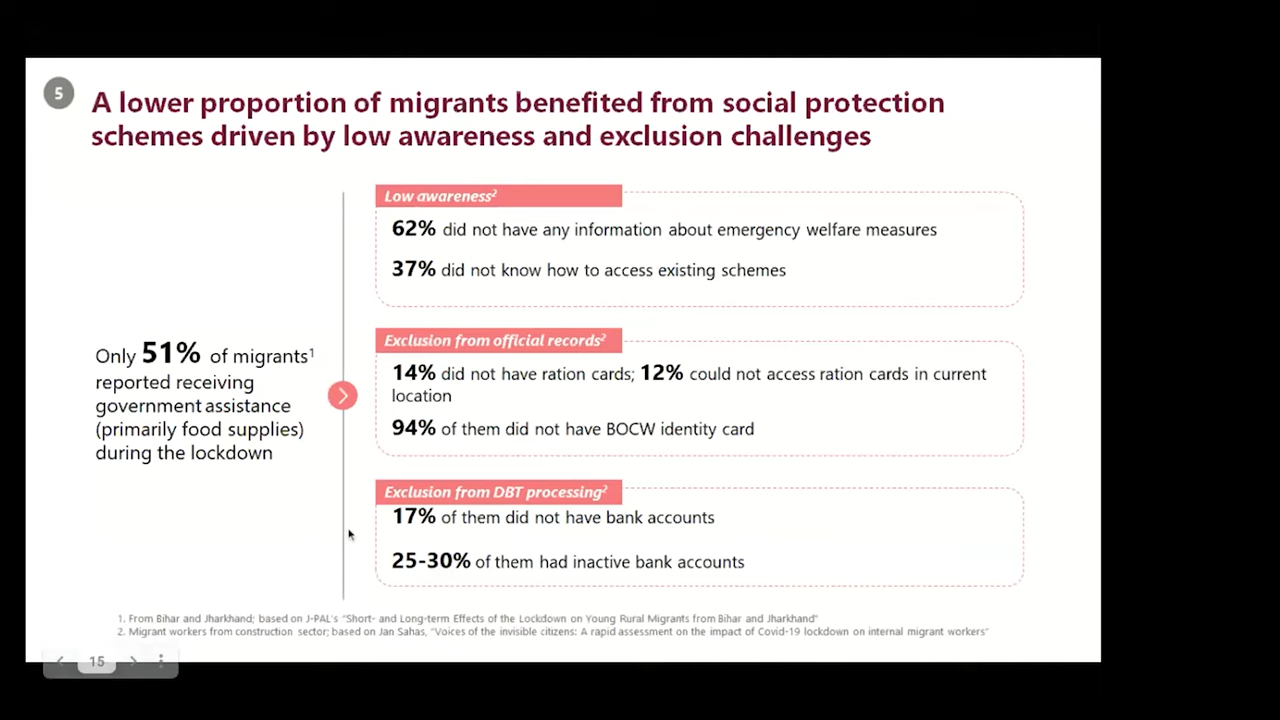 5
A lower proportion of migrants benefited from social protection
schemes driven by low awareness and exclusion challenges
Only 51% of migrants¹
reported receiving
government assistance
(primarily food supplies)
during the lockdown
Low awareness²
62% did not have any information about emergency welfare measures
37% did not know how to access existing schemes
Exclusion from official records²
14% did not have ration cards; 12% could not access ration cards in current
location
94% of them did not have BOCW identity card
Exclusion from DBT processing²
17% of them did not have bank accounts
25-30% of them had inactive bank accounts
1. From Bihar and Jharkhand; based on J-PAL's "Short- and Long-term Effects of the Lockdown on Young Rural Migrants from Bihar and Jharkhand"
2. Migrant workers from construction sector; based on Jan Sahas, "Voices of the invisible citizens: A rapid assessment on the impact of Covid-19 lockdown on internal migrant workers"
15